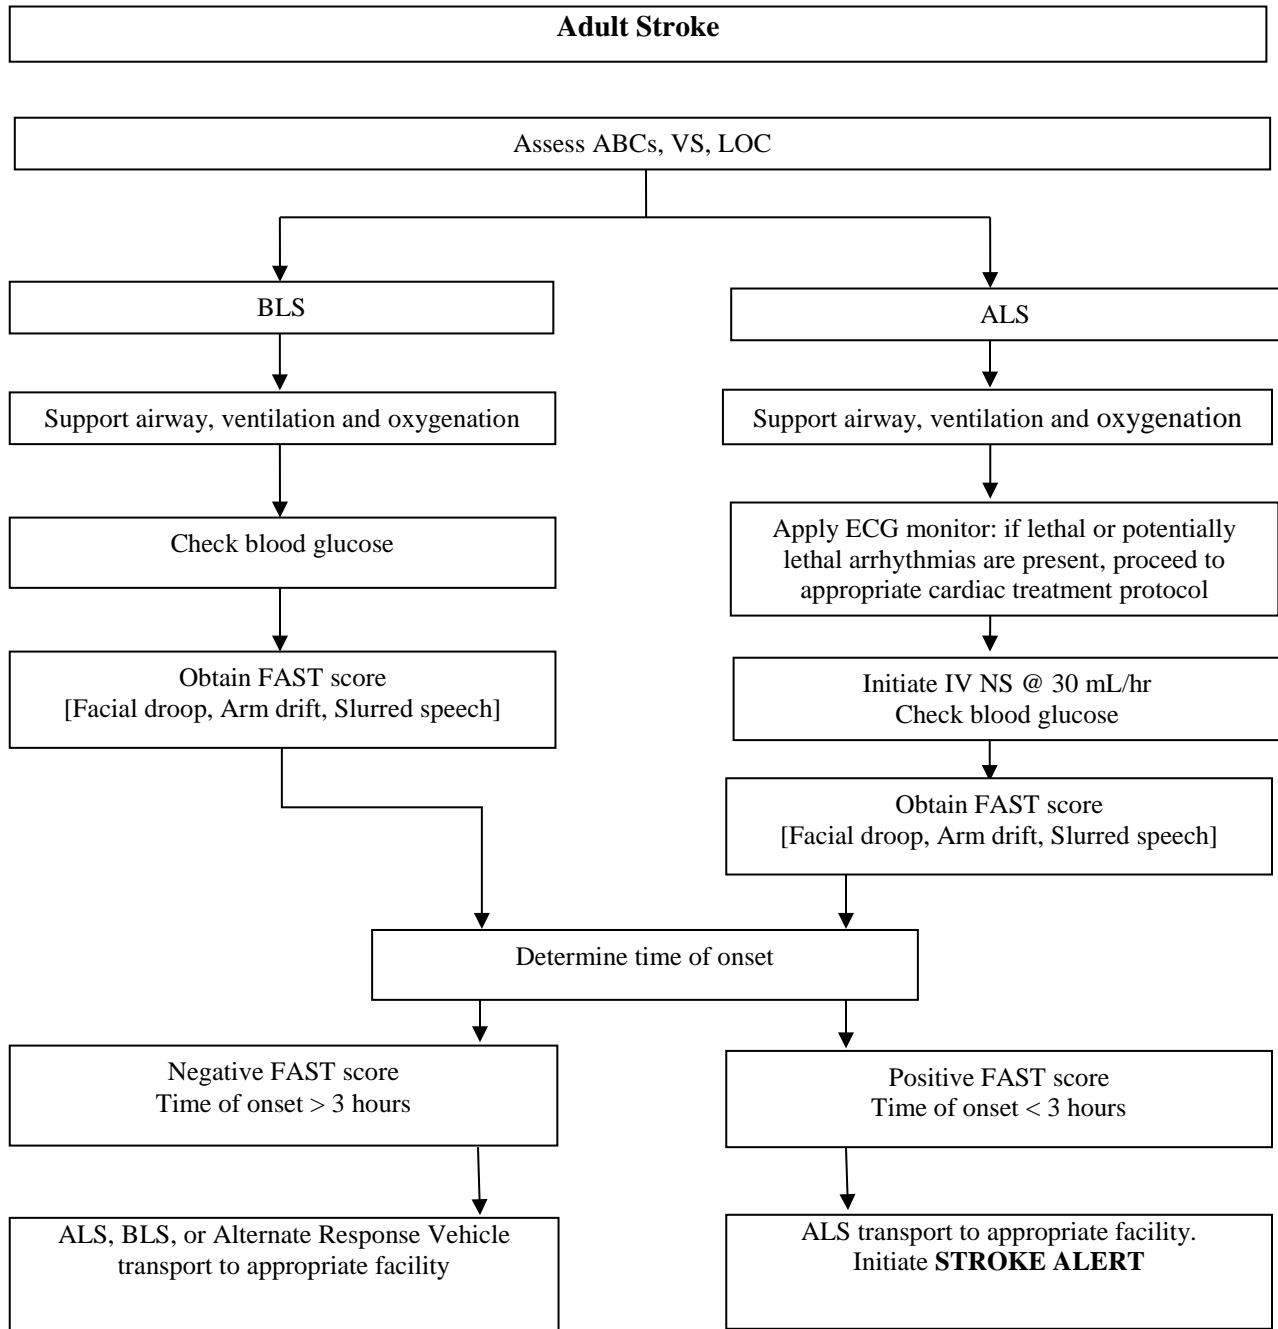 Adult Stroke
Assess ABCs, VS, LOC
BLS
Support airway, ventilation and oxygenation
Check blood glucose
Obtain FAST score
[Facial droop, Arm drift, Slurred speech]
ALS
Support airway, ventilation and oxygenation
Apply ECG monitor: if lethal or potentially
lethal arrhythmias are present, proceed to
appropriate cardiac treatment protocol
Initiate IV NS @ 30 mL/hr
Check blood glucose
Obtain FAST score
[Facial droop, Arm drift, Slurred speech]
Determine time of onset
Negative FAST score
Time of onset > 3 hours
ALS, BLS, or Alternate Response Vehicle
transport to appropriate facility
Positive FAST score
Time of onset < 3 hours
ALS transport to appropriate facility.
Initiate STROKE ALERT